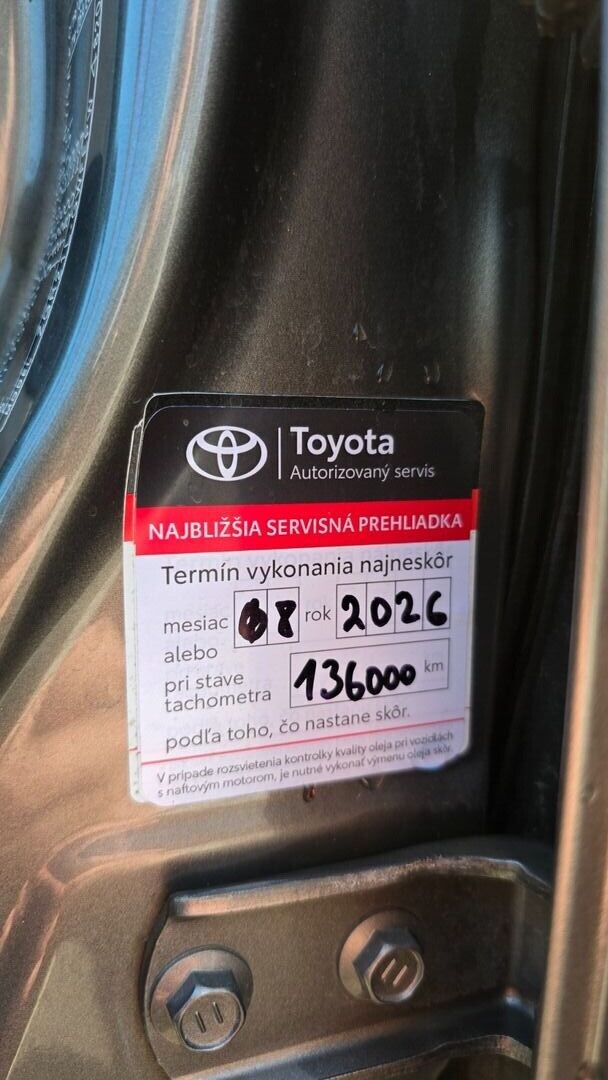 Toyota
Autorizovaný servis
NAJBLIŽŠIA SERVISNÁ PREHLIADKA
Termín vykonania najneskôr
mesiac 08 rok 2026
alebo
pri stave
tachometra 136000 km
podľa toho, čo nastane skôr.
V prípade rozsvietenia kontrolky kvality oleja pri vozidlách
s naftovým motorom, je nutné vykonať výmenu oleja skôr.